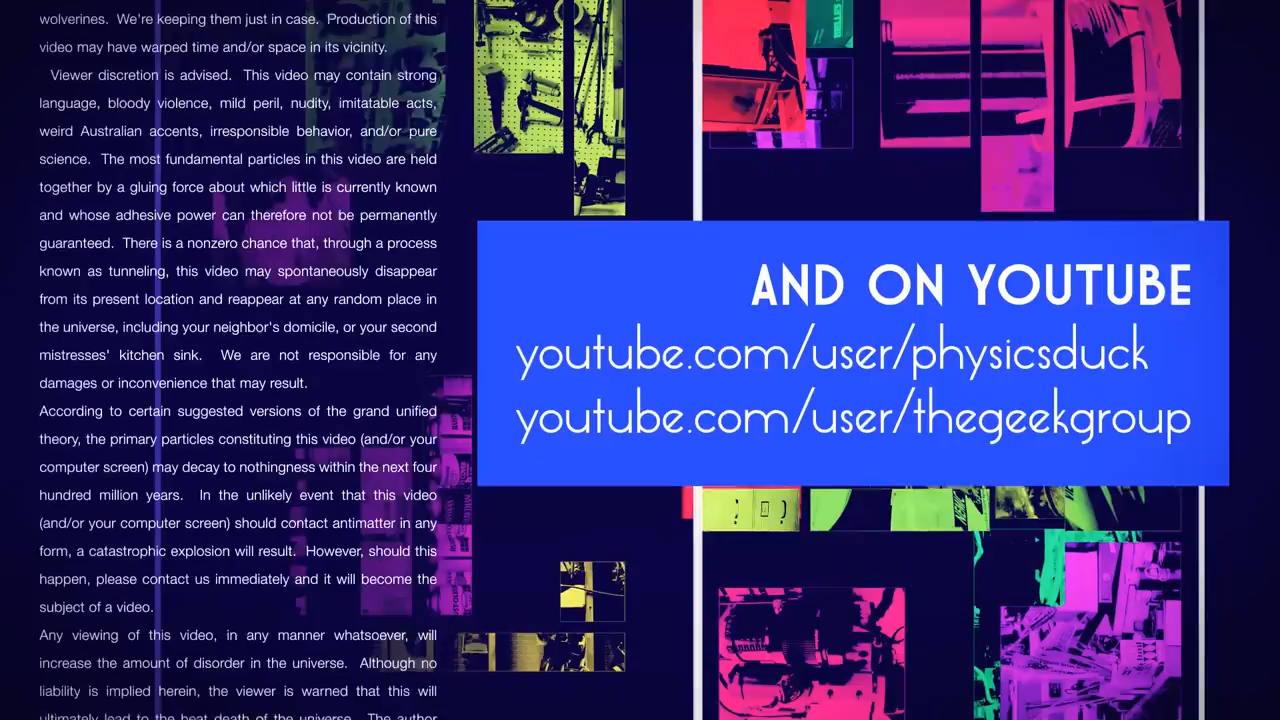 wolverines. We're keeping them just in case. Production of this
video may have warped time and/or space in its vicinity.
Viewer discretion is advised. This video may contain strong
language, bloody violence, mild peril, nudity, imitatable acts,
weird Australian accents, irresponsible behavior, and/or pure
science. The most fundamental particles in this video are held
together by a gluing force about which little is currently known
and whose adhesive power can therefore not be permanently
guaranteed. There is a nonzero chance that, through a process
known as tunneling, this video may spontaneously disappear
from its present location and reappear at any random place in
the universe, including your neighbor's domicile, or your second
mistresses' kitchen sink. We are not responsible for any
damages or inconvenience that may result.
According to certain suggested versions of the grand unified
theory, the primary particles constituting this video (and/or your
computer screen) may decay to nothingness within the next four
hundred million years. In the unlikely event that this video
(and/or your computer screen) should contact antimatter in any
form, a catastrophic explosion will result. However, should this
happen, please contact us immediately and it will become the
subject of a video.
Any viewing of this video, in any manner whatsoever, will
increase the amount of disorder in the universe. Although no
liability is implied herein, the viewer is warned that this will
ultimately lead to the heat death of the universe. The author
AND ON YOUTUBE
youtube.com/user/physicsduck
youtube.com/user/thegeekgroup